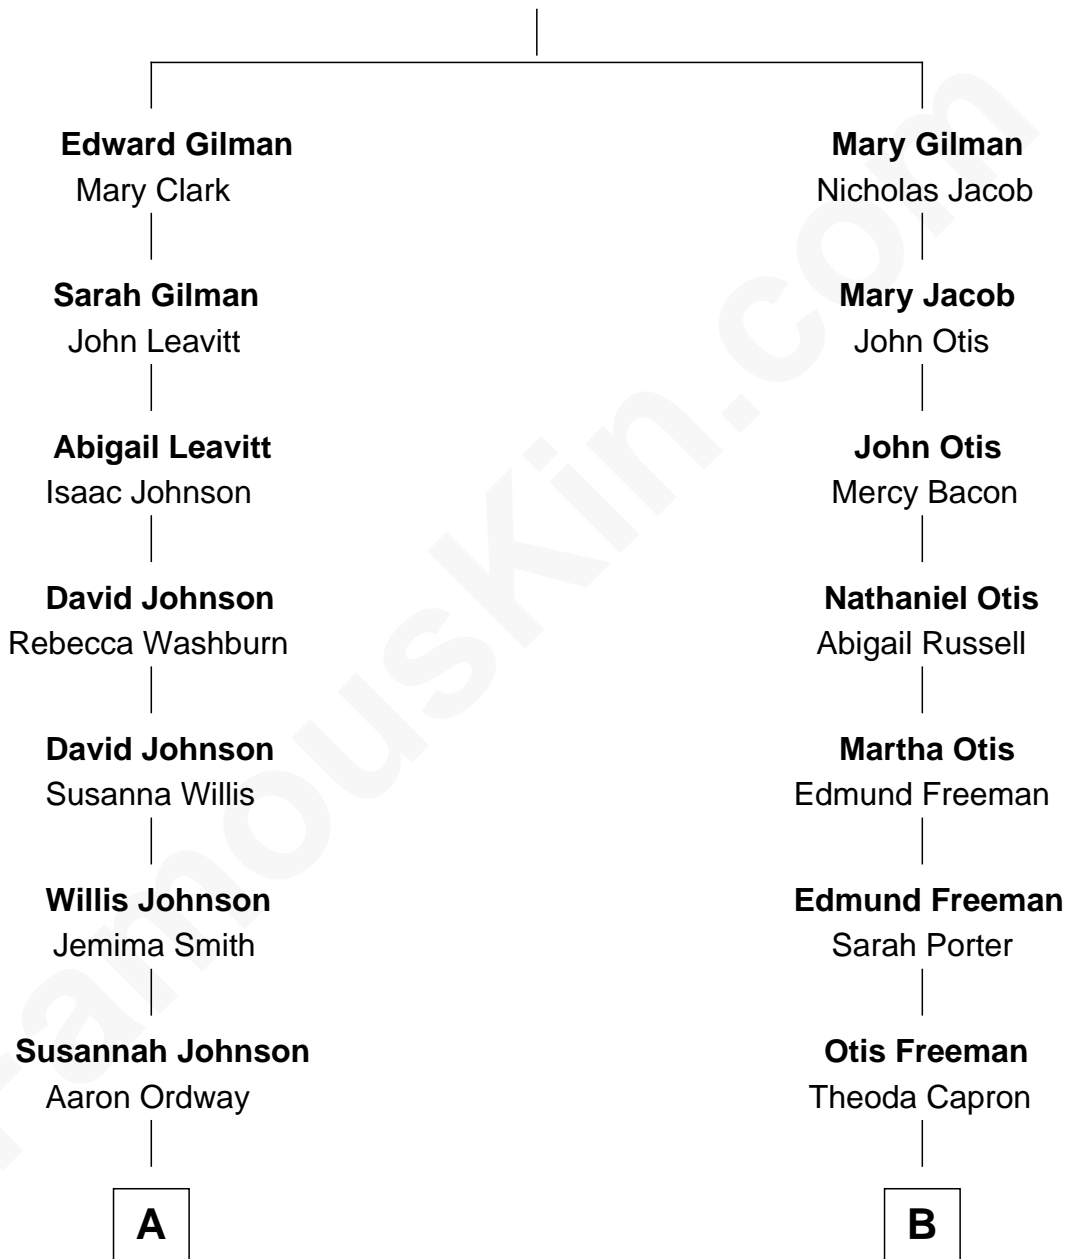 Edward Gilman
Mary Clark
Sarah Gilman
John Leavitt
Abigail Leavitt
Isaac Johnson
David Johnson
Rebecca Washburn
David Johnson
Susanna Willis
Willis Johnson
Jemima Smith
Susannah Johnson
Aaron Ordway
A
Mary Gilman
Nicholas Jacob
Mary Jacob
John Otis
John Otis
Mercy Bacon
Nathaniel Otis
Abigail Russell
Martha Otis
Edmund Freeman
Edmund Freeman
Sarah Porter
Otis Freeman
Theoda Capron
B
FamousKin.com